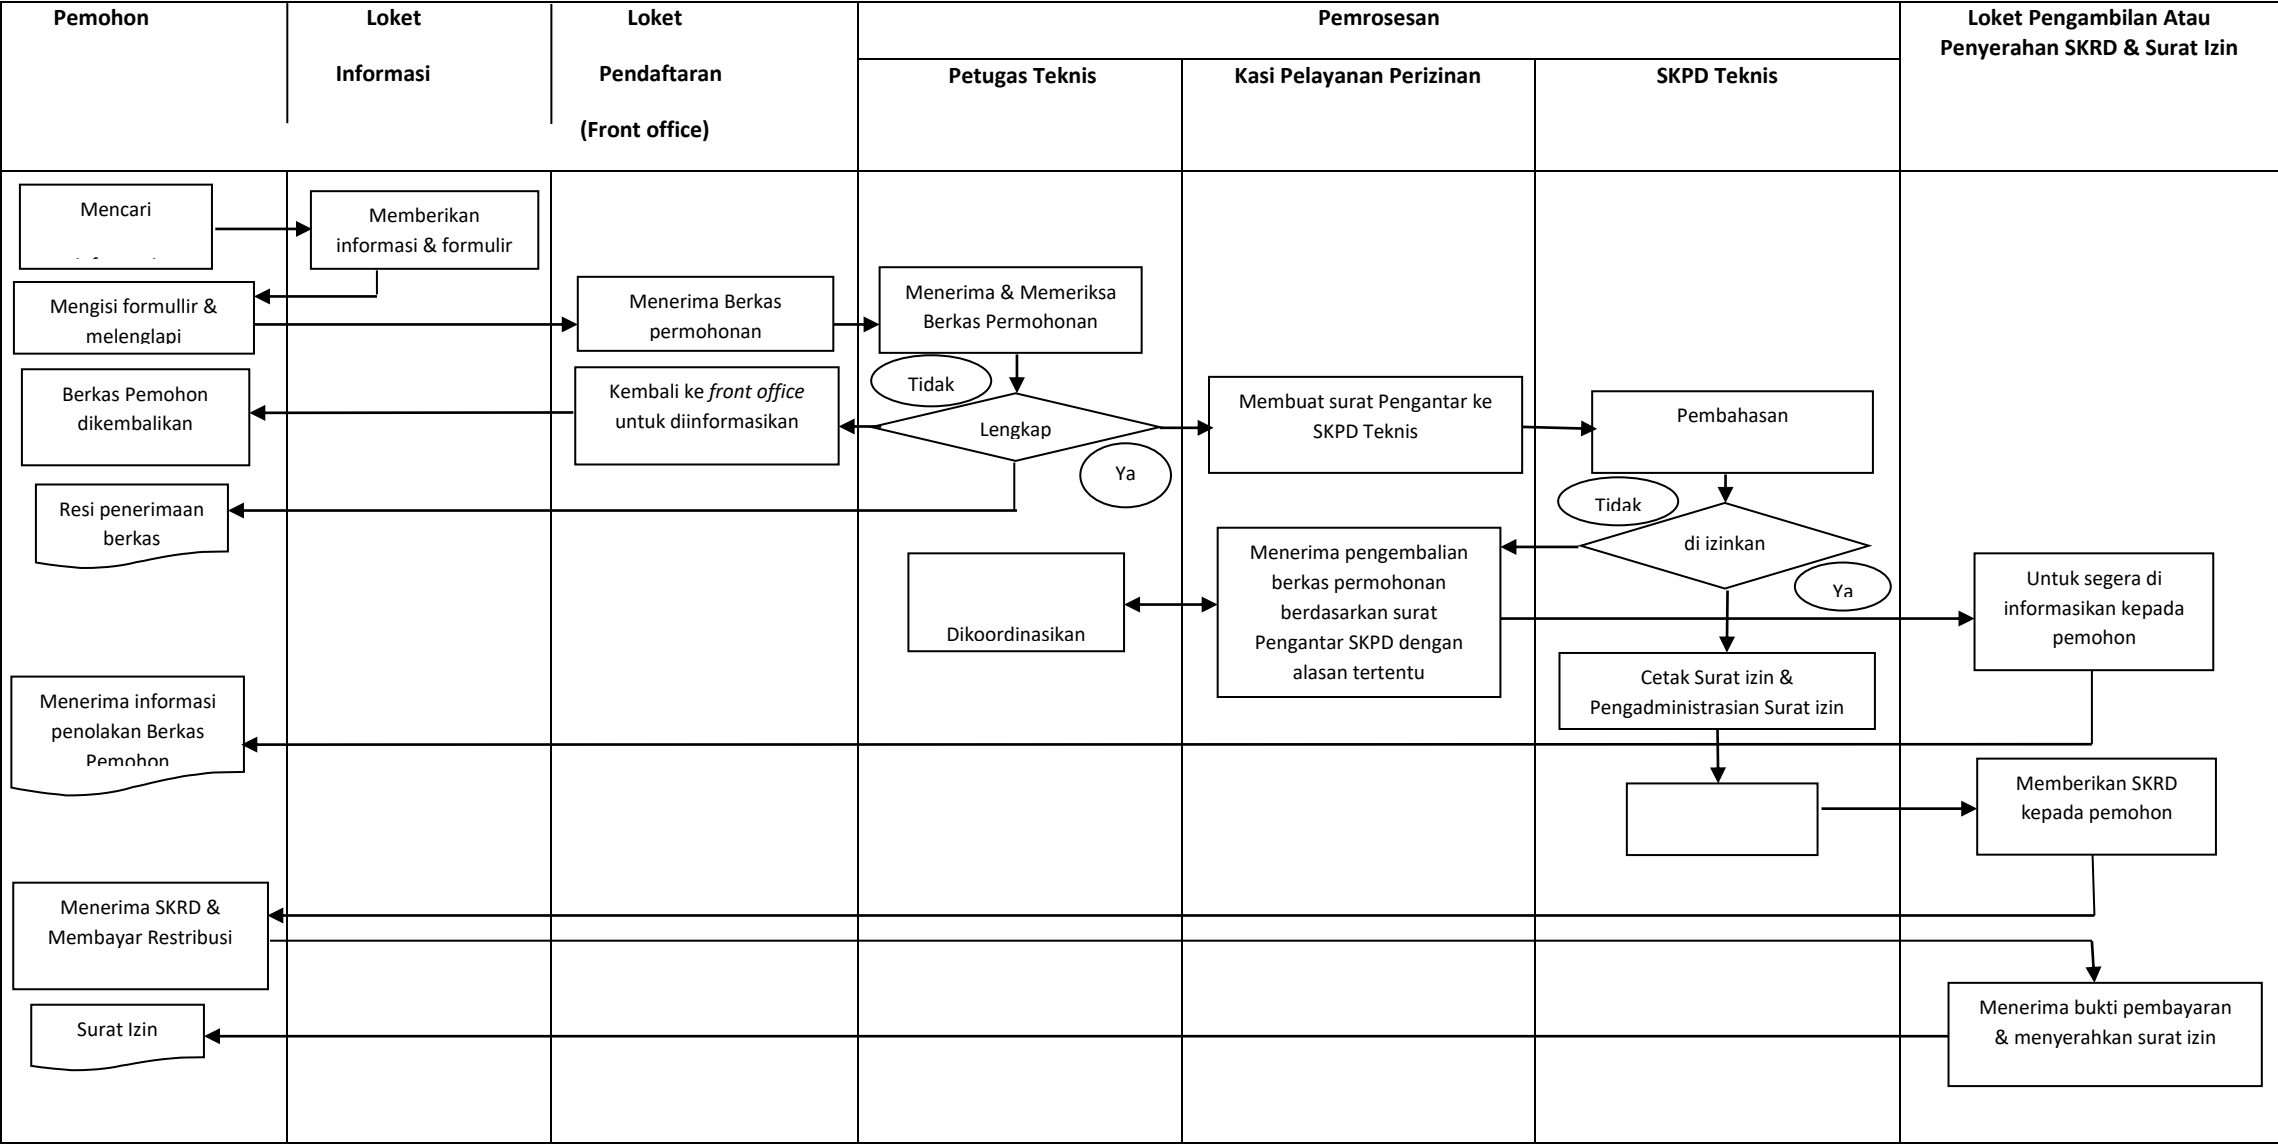 Pemohon
Loket
Informasi
Loket
Pendaftaran
(Front office)
Pemrosesan
Petugas Teknis
Kasi Pelayanan Perizinan
SKPD Teknis
Loket Pengambilan Atau
Penyerahan SKRD & Surat Izin
Mencari
Memberikan
informasi & formulir
Mengisi formullir &
melenglapi
Menerima Berkas
permohonan
Menerima & Memeriksa
Berkas Permohonan
Tidak
Berkas Pemohon
dikembalikan
Kembali ke front office
untuk diinformasikan
Lengkap
Ya
Membuat surat Pengantar ke
SKPD Teknis
Pembahasan
Tidak
Resi penerimaan
berkas
di izinkan
Ya
Dikoordinasikan
Menerima pengembalian
berkas permohonan
berdasarkan surat
Pengantar SKPD dengan
alasan tertentu
Untuk segera di
informasikan kepada
pemohon
Cetak Surat izin &
Pengadministrasian Surat izin
Menerima informasi
penolakan Berkas
Pemohon
Memberikan SKRD
kepada pemohon
Menerima SKRD &
Membayar Restribusi
Menerima bukti pembayaran
& menyerahkan surat izin
Surat Izin